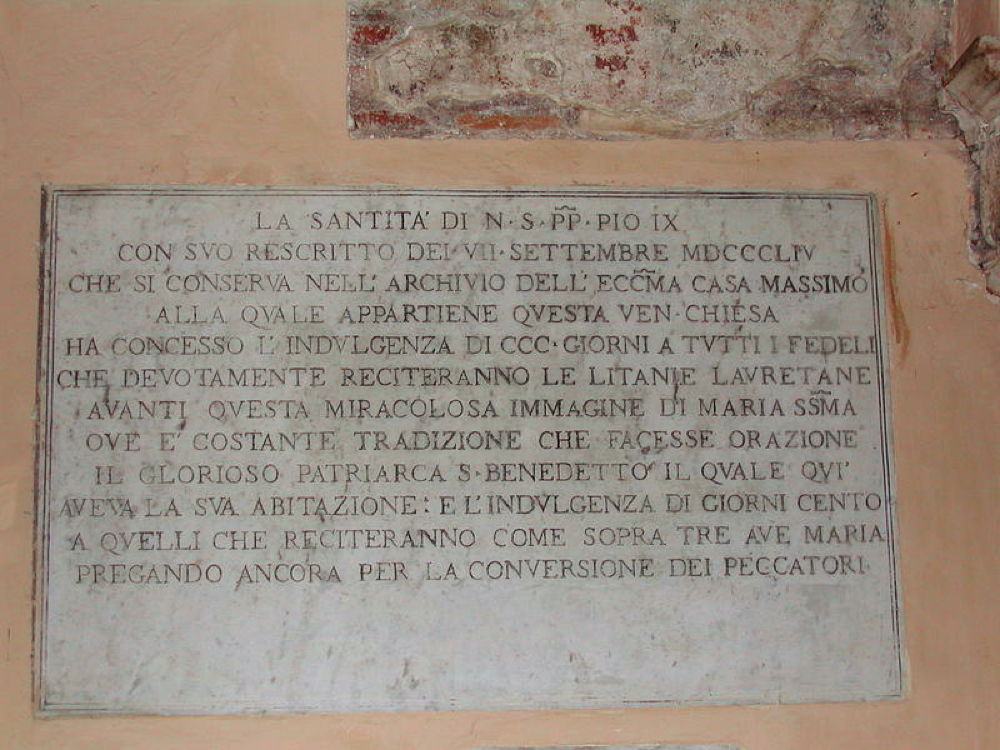 LA SANTITA' DI N·S·PP·PIO IX
CON SVO RESCRITTO DEI·VII·SETTEMBRE MDCCCLIV
CHE SI CONSERVA NELL' ARCHIVIO DELL' ECCMA CASA MASSIMO
ALLA QVALE APPARTIENE QVESTA VEN·CHIESA
HA CONCESSO L'INDVLGENZA DI CCC·GIORNI A TVTTI I FEDELI
CHE DEVOTAMENTE RECITERANNO LE LITANIE LAVRETANE
AVANTI QVESTA MIRACOLOSA IMMAGINE DI MARIA SSMA
OVE E' COSTANTE TRADIZIONE CHE FACESSE ORAZIONE
IL GLORIOSO PATRIARCA S·BENEDETTO IL QVALE QVI'
AVEVA LA SVA ABITAZIONE: E L'INDVLGENZA DI GIORNI CENTO
A QVELLI CHE RECITERANNO COME SOPRA TRE AVE MARIA
PREGANDO ANCORA PER LA CONVERSIONE DEI PECCATORI·